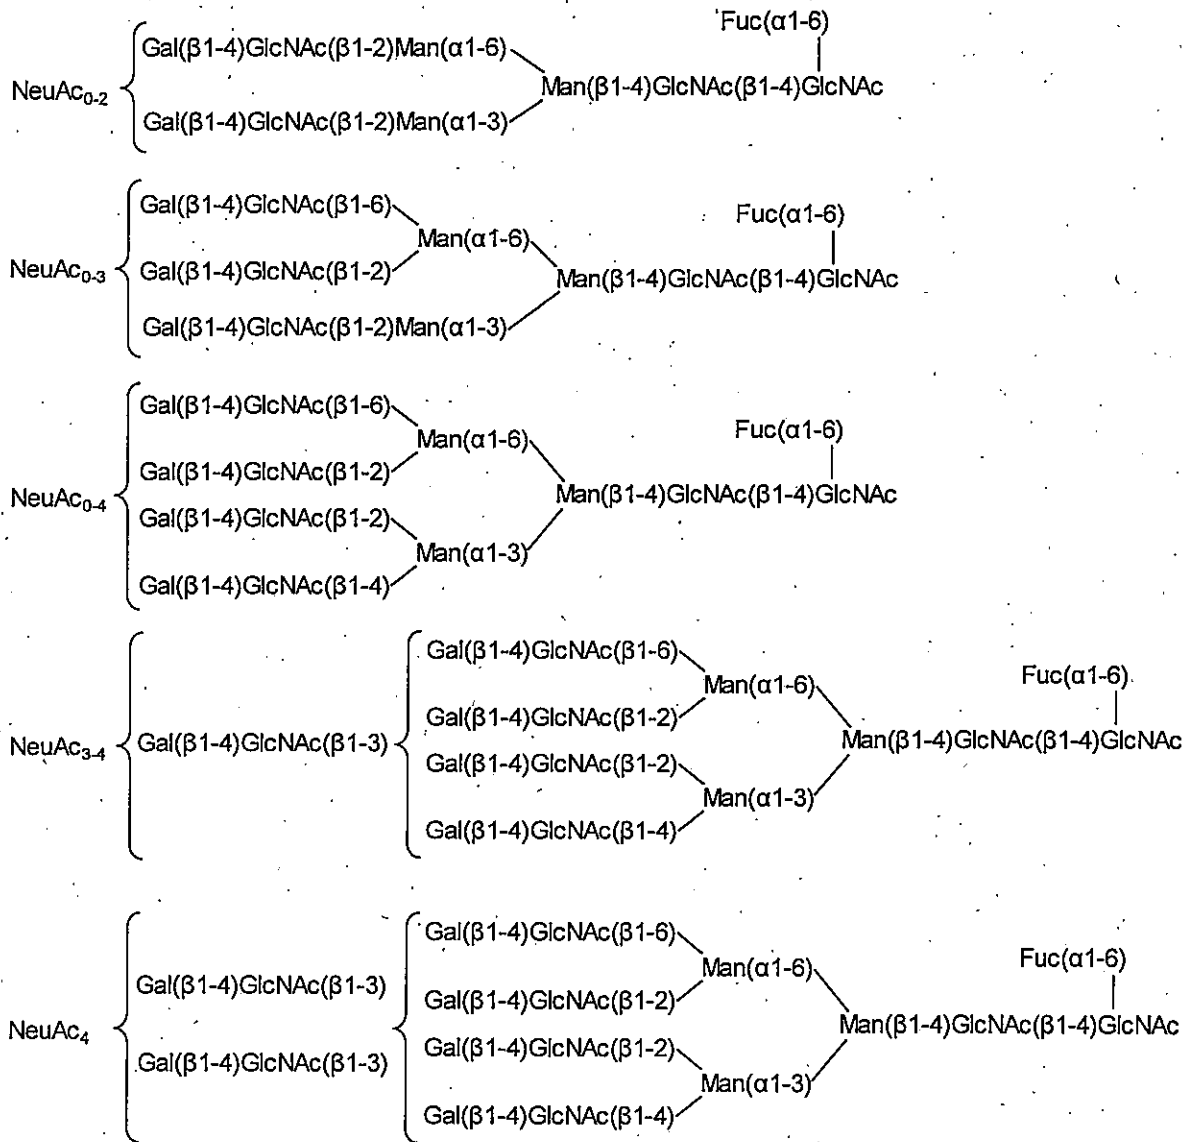 Fuc(α1-6)
Gal(β1-4)GlcNAc(β1-2)Man(α1-6)
NeuAc0-2 Man(β1-4)GlcNAc(β1-4)GlcNAc
Gal(β1-4)GlcNAc(β1-2)Man(α1-3)
Gal(β1-4)GlcNAc(β1-6) Fuc(α1-6)
Man(α1-6)
NeuAc0-3 Gal(β1-4)GlcNAc(β1-2) Man(β1-4)GlcNAc(β1-4)GlcNAc
Gal(β1-4)GlcNAc(β1-2)Man(α1-3)
Gal(β1-4)GlcNAc(β1-6)
Man(α1-6) Fuc(α1-6)
Gal(β1-4)GlcNAc(β1-2)
NeuAc0-4 Man(β1-4)GlcNAc(β1-4)GlcNAc
Gal(β1-4)GlcNAc(β1-2)
Man(α1-3)
Gal(β1-4)GlcNAc(β1-4)
Gal(β1-4)GlcNAc(β1-6)
Man(α1-6) Fuc(α1-6)
Gal(β1-4)GlcNAc(β1-2)
NeuAc3-4 Gal(β1-4)GlcNAc(β1-3) Man(β1-4)GlcNAc(β1-4)GlcNAc
Gal(β1-4)GlcNAc(β1-2)
Man(α1-3)
Gal(β1-4)GlcNAc(β1-4)
Gal(β1-4)GlcNAc(β1-6)
Man(α1-6) Fuc(α1-6)
Gal(β1-4)GlcNAc(β1-3) Gal(β1-4)GlcNAc(β1-2)
NeuAc4 Man(β1-4)GlcNAc(β1-4)GlcNAc
Gal(β1-4)GlcNAc(β1-3) Gal(β1-4)GlcNAc(β1-2)
Man(α1-3)
Gal(β1-4)GlcNAc(β1-4)